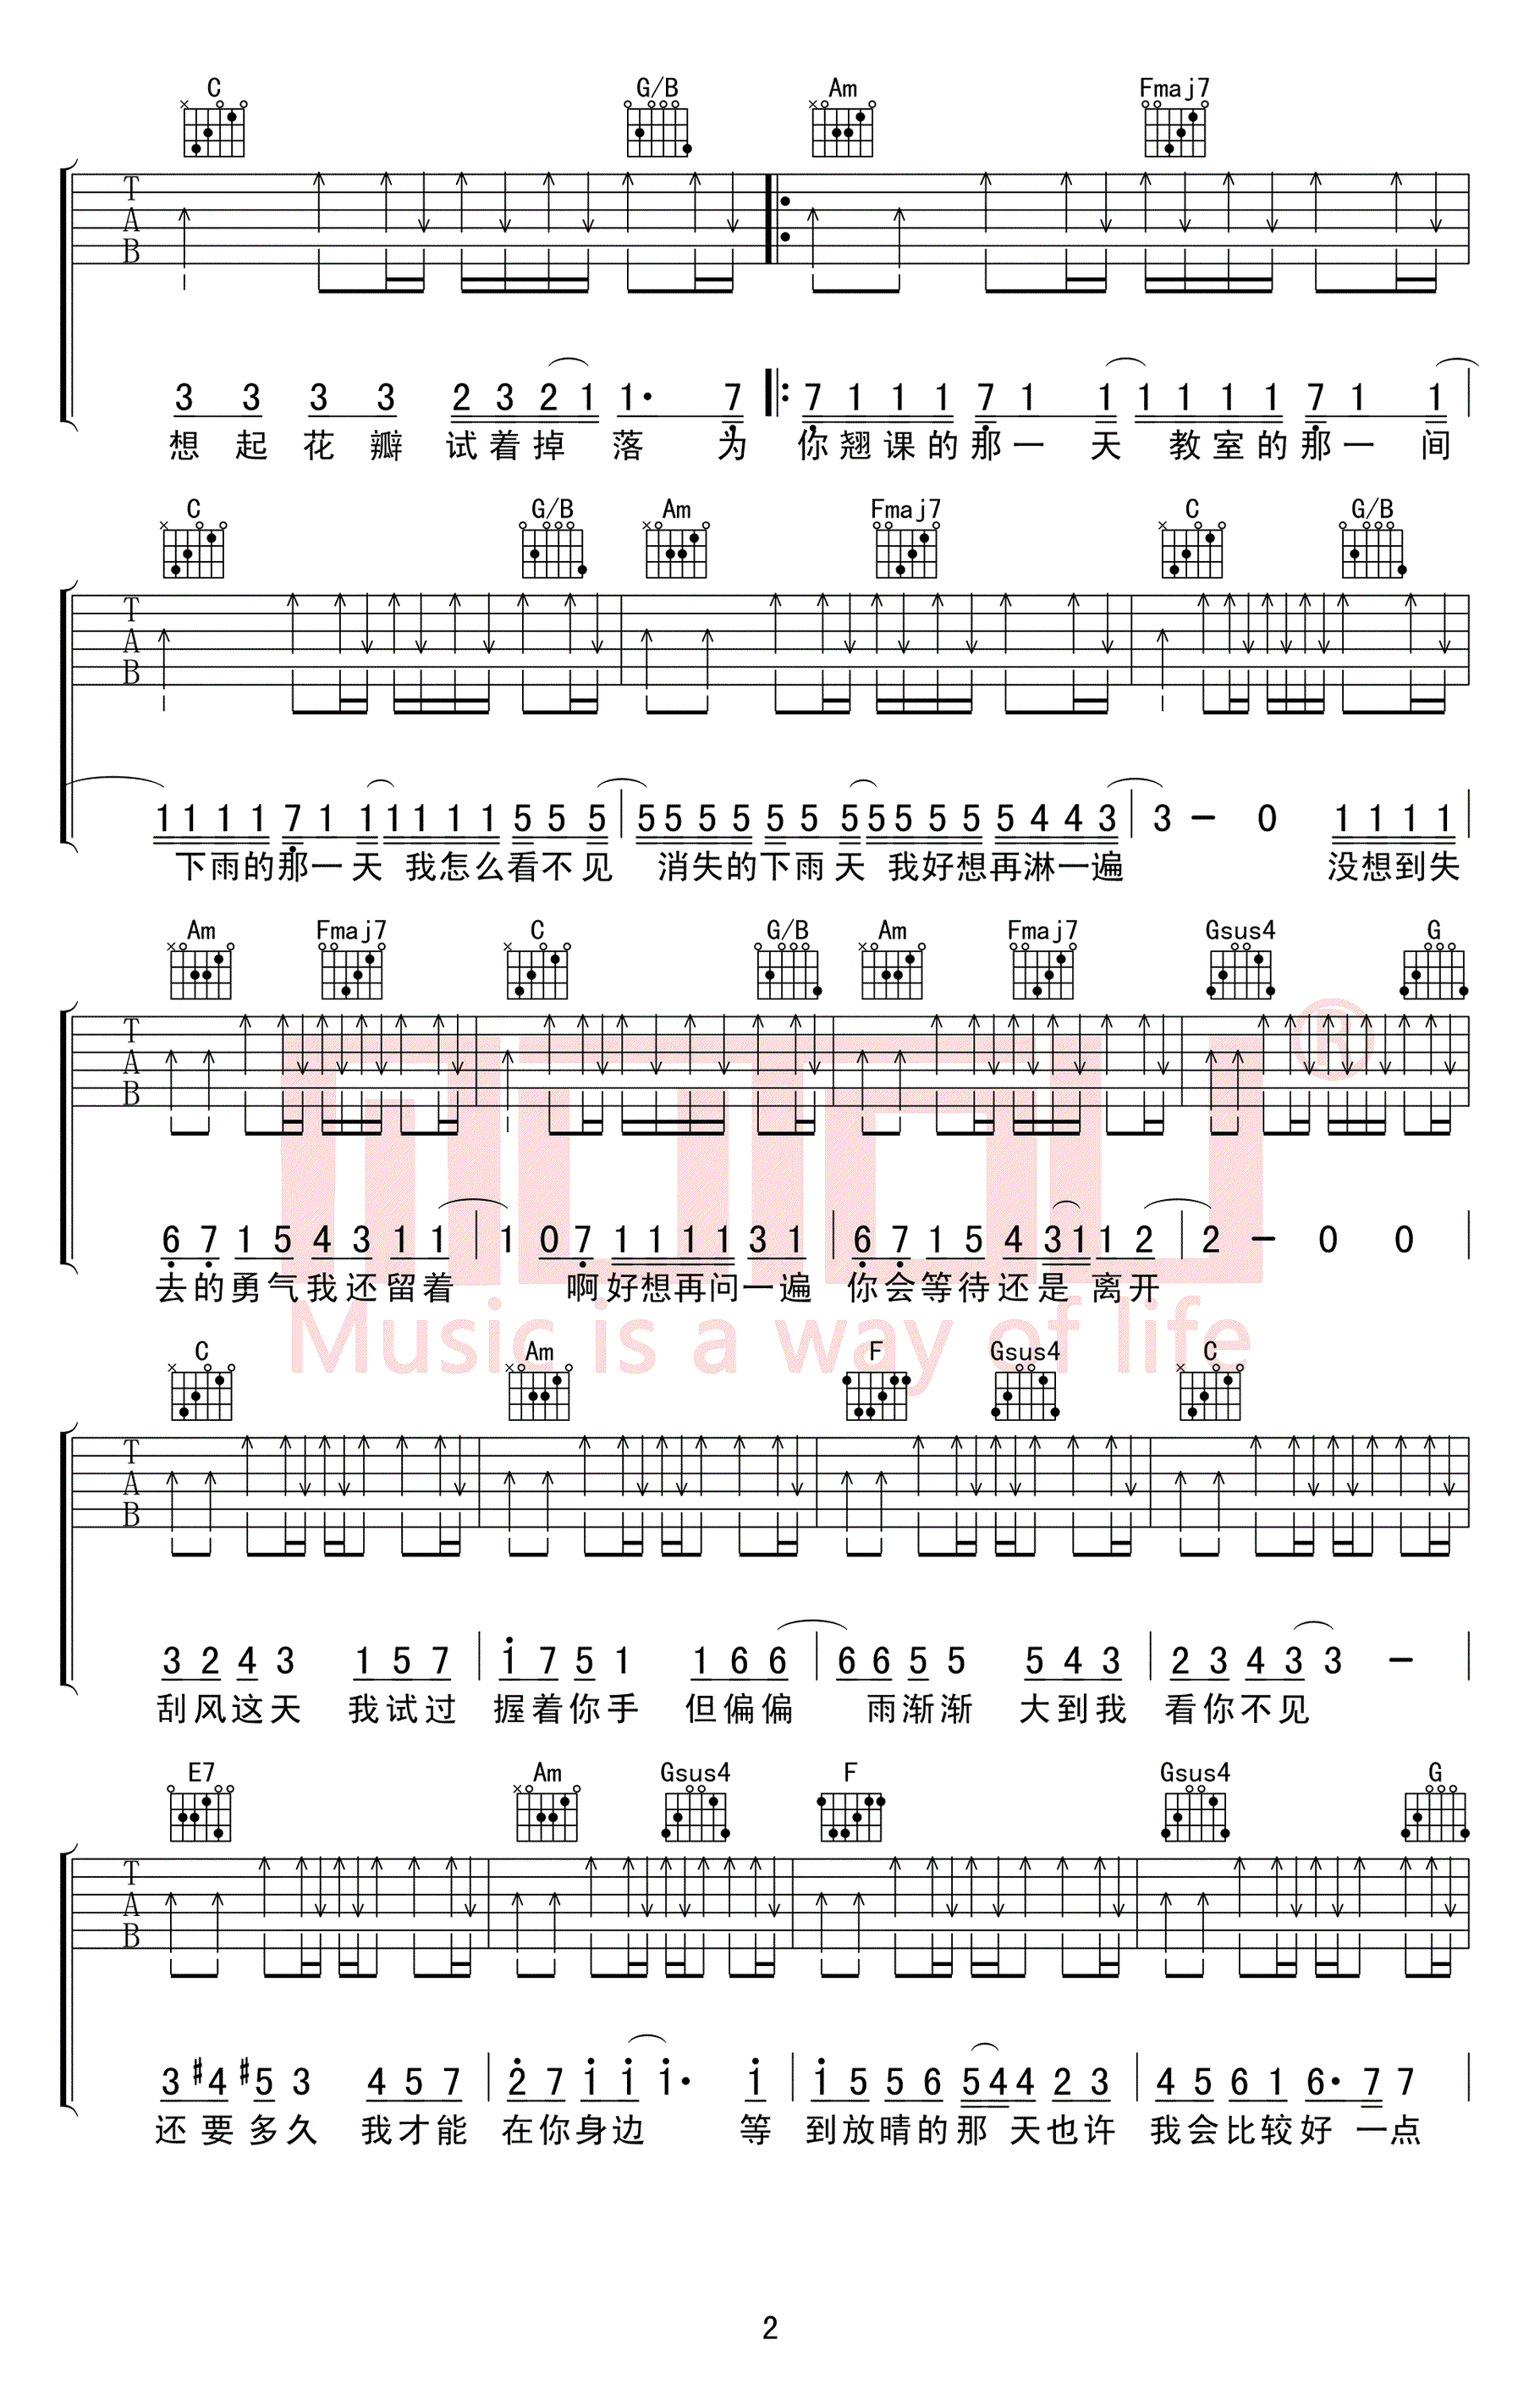 C G/B Am Fmaj7
T A B
3 3 3 3 2 3 2 1 1· 7 7 1 1 1 7 1 1 1 1 1 1 7 1 1
想起花瓣试着掉落为你翘课的那一天教室的那一间
C G/B Am Fmaj7 C G/B
T A B
1 1 1 1 7 1 1 1 1 1 1 5 5 5 5 5 5 5 5 5 5 5 5 5 5 5 4 4 3 3 - 0 1 1 1 1
下雨的那一天我怎么看不见消失的下雨天我好想再淋一遍没想到失
Am Fmaj7 C G/B Am Fmaj7 Gsus4 G
®
T A B
6 7 1 5 4 3 1 1 1 0 7 1 1 1 1 3 1 6 7 1 5 4 3 1 1 2 2 - 0 0
去的勇气我还留着啊好想再问一遍你会等待还是离开
Music is a way of life
C Am F Gsus4 C
T A B
3 2 4 3 1 5 7 1 7 5 1 1 6 6 6 6 5 5 5 4 3 2 3 4 3 3 -
刮风这天我试过握着你手但偏偏雨渐渐大到我看你不见
E7 Am Gsus4 F Gsus4 G
T A B
3 #4 #5 3 4 5 7 2 7 1 1 1· 1 1 5 5 6 5 4 4 2 3 4 5 6 1 6· 7 7
还要多久我才能在你身边等到放晴的那天也许我会比较好一点
2